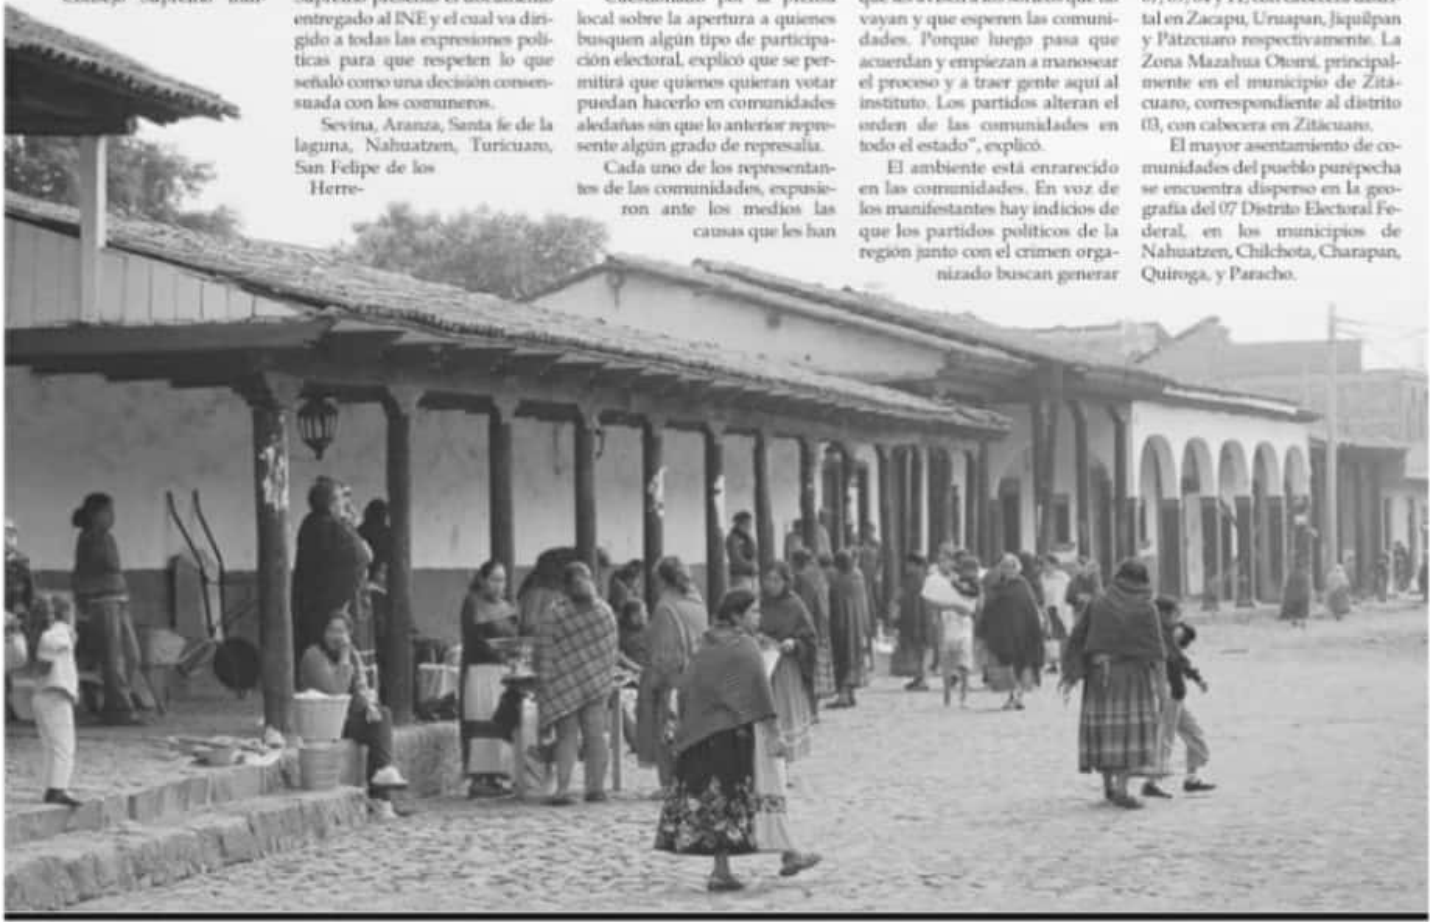 Consejo Supremo
Supremo presentó el documento
entregado al INE y el cual va diri-
gido a todas las expresiones polí-
ticas para que respeten lo que
señaló como una decisión consen-
suada con los comuneros.
Sevina, Aranza, Santa fe de la
laguna, Nahuatzen, Turícuaro,
San Felipe de los
Herre-
Cuestionado por la prensa
local sobre la apertura a quienes
busquen algún tipo de participa-
ción electoral, explicó que se per-
mitirá que quienes quieran votar
puedan hacerlo en comunidades
aledañas sin que lo anterior repre-
sente algún grado de represalia.
Cada uno de los representan-
tes de las comunidades, expusie-
ron ante los medios las
causas que les han
vayan y que esperen las comuni-
dades. Porque luego pasa que
acuerdan y empiezan a manosear
el proceso y a traer gente aquí al
instituto. Los partidos alteran el
orden de las comunidades en
todo el estado”, explicó.
El ambiente está enrarecido
en las comunidades. En voz de
los manifestantes hay indicios de
que los partidos políticos de la
región junto con el crimen orga-
nizado buscan generar
tal en Zacapu, Uruapan, Jiquilpan
y Pátzcuaro respectivamente. La
Zona Mazahua Otomí, principal-
mente en el municipio de Zitá-
cuaro, correspondiente al distrito
03, con cabecera en Zitácuaro.
El mayor asentamiento de co-
munidades del pueblo purépecha
se encuentra disperso en la geo-
grafía del 07 Distrito Electoral Fe-
deral, en los municipios de
Nahuatzen, Chilchota, Charapan,
Quiroga, y Paracho.